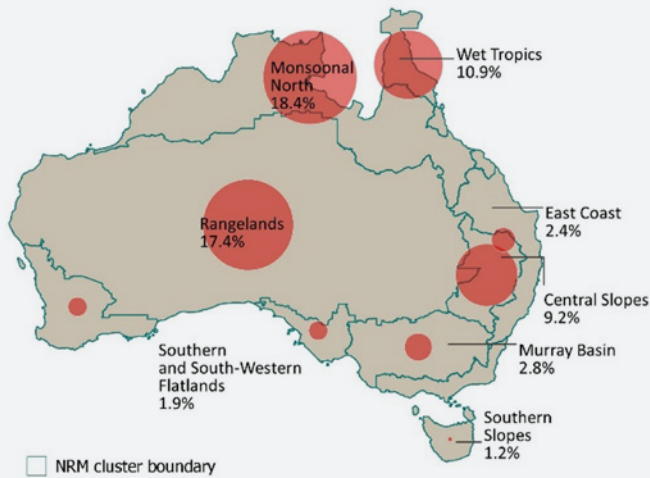 Monsoonal
North
18.4%
Wet Tropics
10.9%
Rangelands
17.4%
East Coast
2.4%
Central Slopes
9.2%
Southern
and South-Western
Flatlands
1.9%
Murray Basin
2.8%
Southern
Slopes
1.2%
NRM cluster boundary